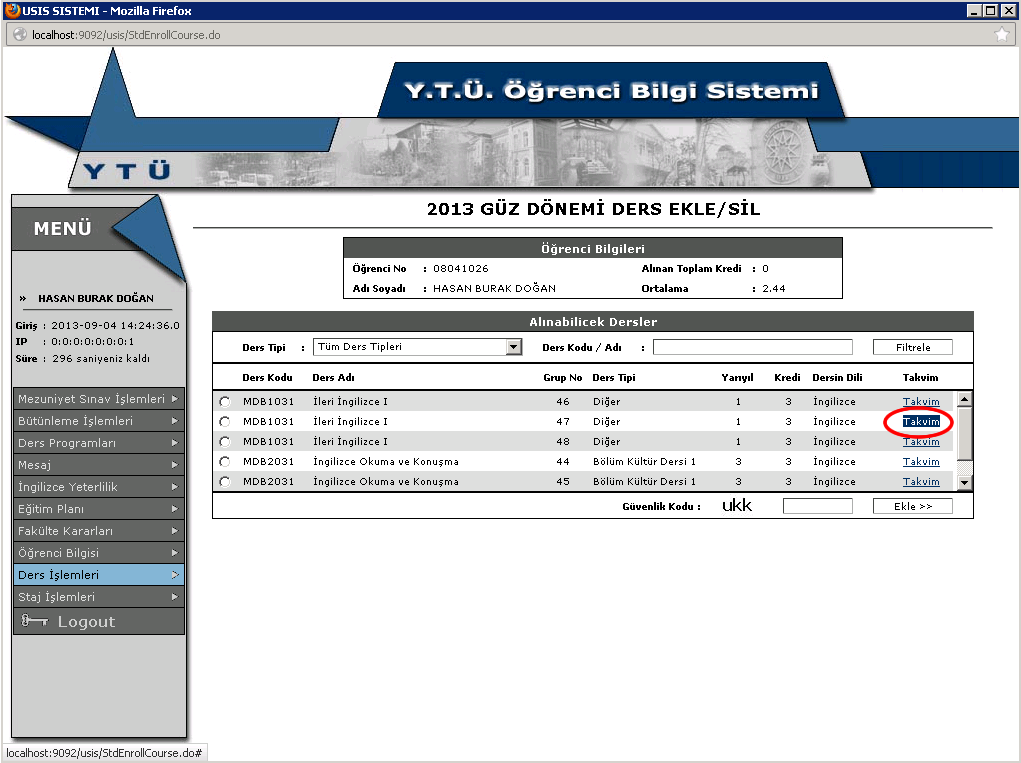 USIS SISTEMI - Mozilla Firefox
localhost:9092/usis/StdEnrollCourse.do
Y.T.Ü. Öğrenci Bilgi Sistemi
Y T Ü
MENÜ
» HASAN BURAK DOĞAN
Giriş : 2013-09-04 14:24:36.0
IP : 0:0:0:0:0:0:0:1
Süre : 296 saniyeniz kaldı
Mezuniyet Sınav İşlemleri
Bütünleme İşlemleri
Ders Programları
Mesaj
İngilizce Yeterlilik
Eğitim Planı
Fakülte Kararları
Öğrenci Bilgisi
Ders İşlemleri
Staj İşlemleri
Logout
2013 GÜZ DÖNEMİ DERS EKLE/SİL
Öğrenci Bilgileri
Öğrenci No : 08041026 Alınan Toplam Kredi : 0
Adı Soyadı : HASAN BURAK DOĞAN Ortalama : 2.44
Alınabilicek Dersler
Ders Tipi : Tüm Ders Tipleri Ders Kodu / Adı : Filtrele
Ders Kodu Ders Adı Grup No Ders Tipi Yarıyıl Kredi Dersin Dili Takvim
MDB1031 İleri İngilizce I 46 Diğer 1 3 İngilizce Takvim
MDB1031 İleri İngilizce I 47 Diğer 1 3 İngilizce Takvim
MDB1031 İleri İngilizce I 48 Diğer 1 3 İngilizce Takvim
MDB2031 İngilizce Okuma ve Konuşma 44 Bölüm Kültür Dersi 1 3 3 İngilizce Takvim
MDB2031 İngilizce Okuma ve Konuşma 45 Bölüm Kültür Dersi 1 3 3 İngilizce Takvim
Güvenlik Kodu : ukk Ekle >>
localhost:9092/usis/StdEnrollCourse.do#